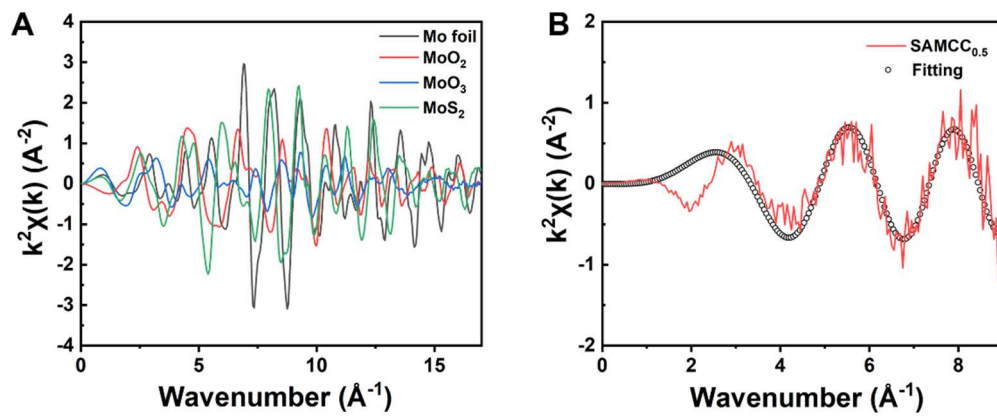 A
Mo foil
MoO₂
MoO₃
MoS₂
k²χ(k) (A⁻²)
4
3
2
1
0
-1
-2
-3
-4
0
5
10
15
Wavenumber (Å⁻¹)
B
SAMCC₀.₅
Fitting
k²χ(k) (A⁻²)
2
1
0
-1
-2
0
2
4
6
8
Wavenumber (Å⁻¹)